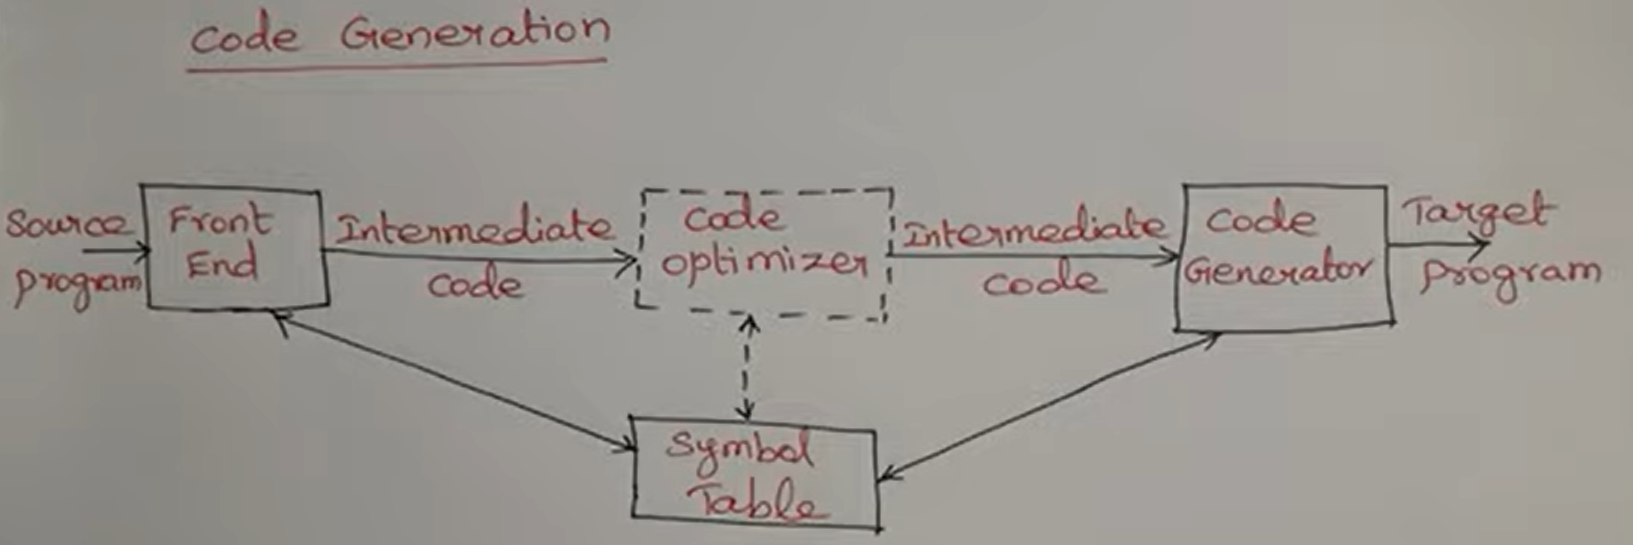 Code Generation
Source
program
Front
End
Intermediate
code
Code
optimizer
Intermediate
code
Code
Generator
Target
program
Symbol
Table